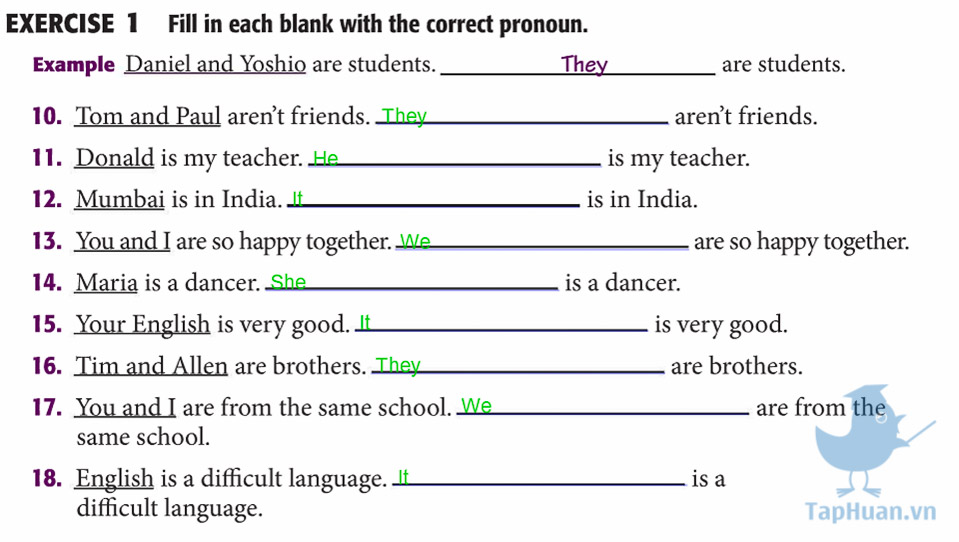 EXERCISE 1 Fill in each blank with the correct pronoun.
Example Daniel and Yoshio are students. They are students.
10. Tom and Paul aren’t friends. They aren’t friends.
11. Donald is my teacher. He is my teacher.
12. Mumbai is in India. It is in India.
13. You and I are so happy together. We are so happy together.
14. Maria is a dancer. She is a dancer.
15. Your English is very good. It is very good.
16. Tim and Allen are brothers. They are brothers.
17. You and I are from the same school. We are from the
same school.
18. English is a difficult language. It is a
difficult language.
TapHuan.vn